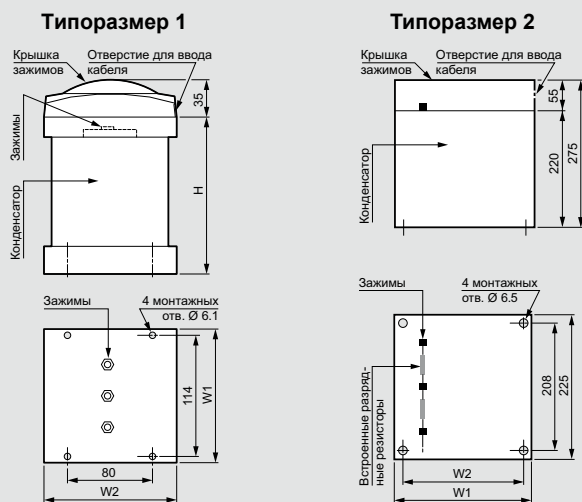 Типоразмер 1
Крышка
зажимов
Отверстие для ввода
кабеля
35
Зажимы
Конденсатор
H
Зажимы
4 монтажных
отв. Ø 6.1
114
W1
80
W2
Типоразмер 2
Крышка
зажимов
Отверстие для ввода
кабеля
55
220
275
Конденсатор
Зажимы
4 монтажных
отв. Ø 6.5
Встроенные разряд-
ные резисторы
208
225
W2
W1